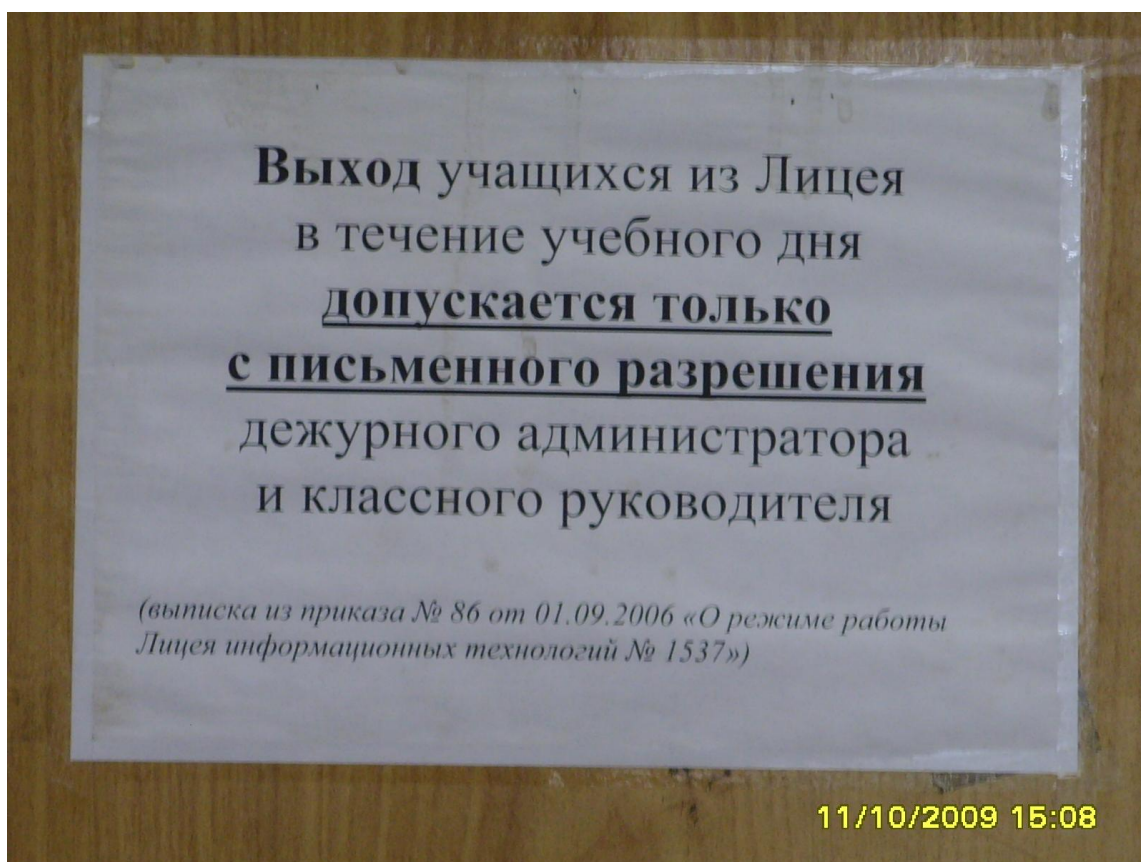 Выход учащихся из Лицея
в течение учебного дня
допускается только
с письменного разрешения
дежурного администратора
и классного руководителя
(выписка из приказа № 86 от 01.09.2006 «О режиме работы
Лицея информационных технологий № 1537»)
11/10/2009 15:08